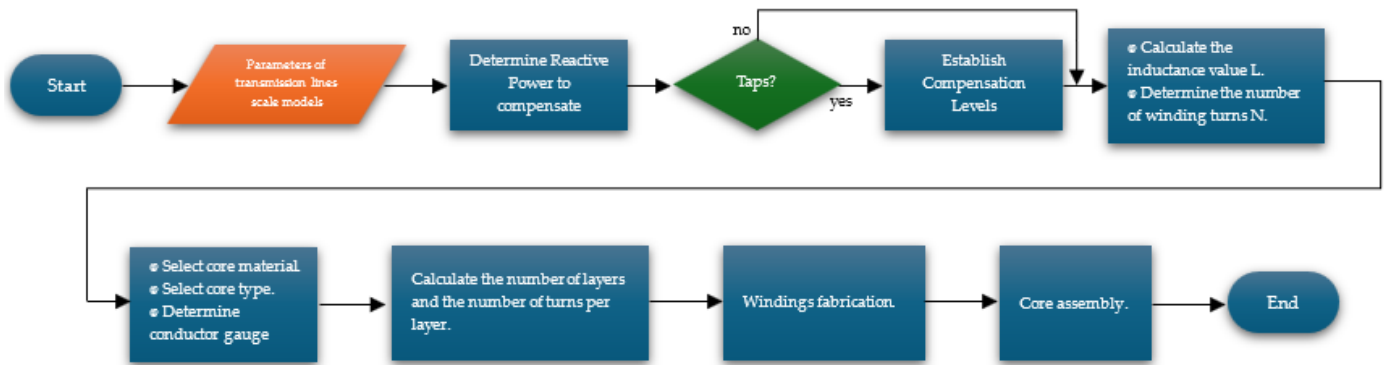 Start
Parameters of
transmission lines
scale models
Determine Reactive
Power to
compensate
Taps?
no
yes
Establish
Compensation
Levels
Calculate the
inductance value L.
Determine the number
of winding turns N.
Select core material
Select core type.
Determine
conductor gauge
Calculate the number of layers
and the number of turns per
layer.
Windings fabrication.
Core assembly.
End